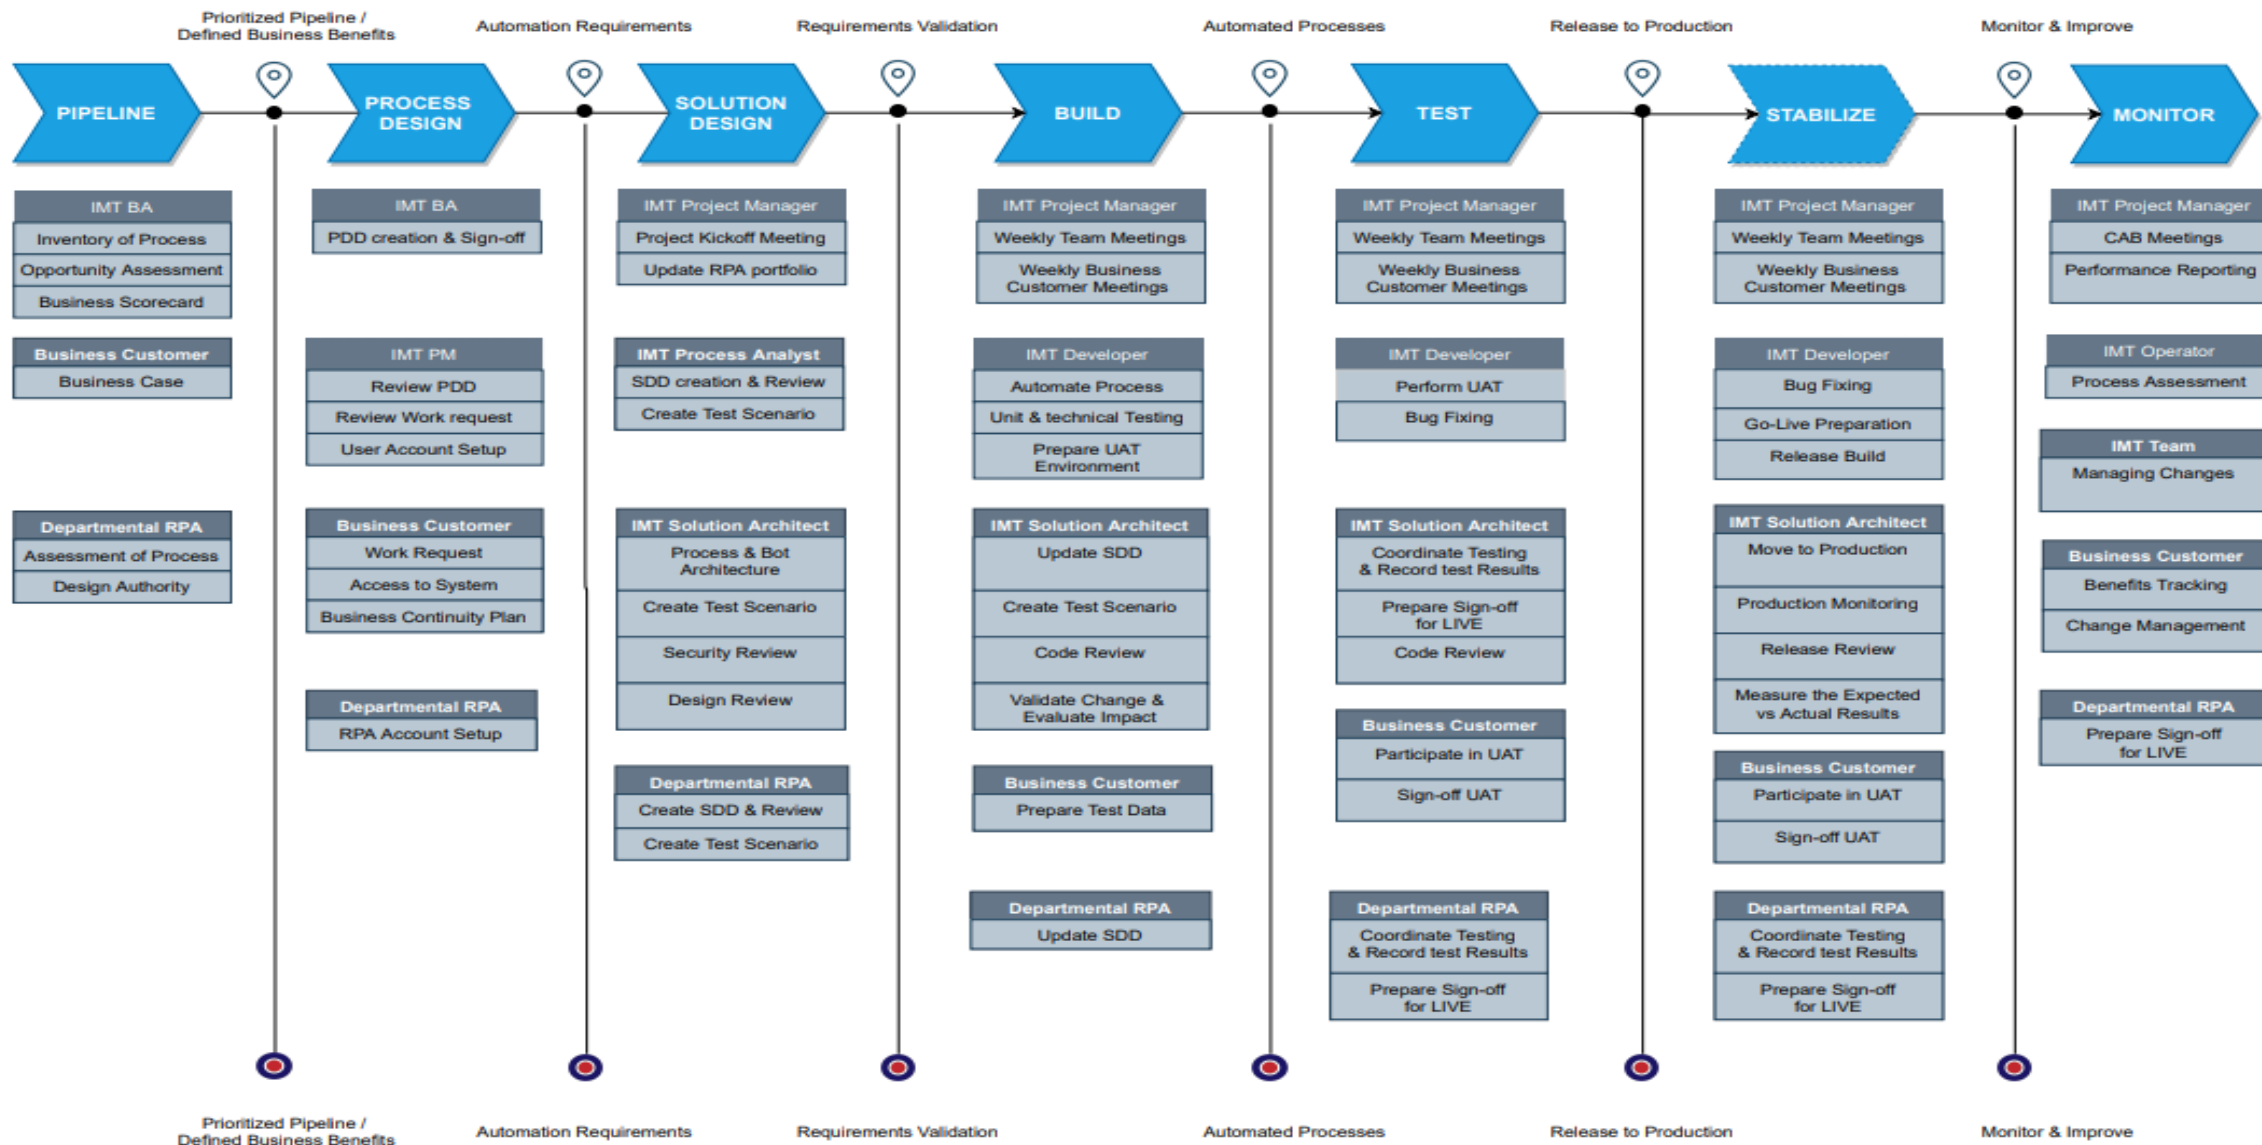 Prioritized Pipeline /
Defined Business Benefits
Automation Requirements
Requirements Validation
Automated Processes
Release to Production
Monitor & Improve
PIPELINE
PROCESS
DESIGN
SOLUTION
DESIGN
BUILD
TEST
STABILIZE
MONITOR
IMT BA
Inventory of Process
Opportunity Assessment
Business Scorecard
Business Customer
Business Case
Departmental RPA
Assessment of Process
Design Authority
IMT BA
PDD creation & Sign-off
IMT PM
Review PDD
Review Work request
User Account Setup
Business Customer
Work Request
Access to System
Business Continuity Plan
Departmental RPA
RPA Account Setup
IMT Project Manager
Project Kickoff Meeting
Update RPA portfolio
IMT Process Analyst
SDD creation & Review
Create Test Scenario
IMT Solution Architect
Process & Bot
Architecture
Create Test Scenario
Security Review
Design Review
Departmental RPA
Create SDD & Review
Create Test Scenario
IMT Project Manager
Weekly Team Meetings
Weekly Business
Customer Meetings
IMT Developer
Automate Process
Unit & technical Testing
Prepare UAT
Environment
IMT Solution Architect
Update SDD
Create Test Scenario
Code Review
Validate Change &
Evaluate Impact
Business Customer
Prepare Test Data
Departmental RPA
Update SDD
IMT Project Manager
Weekly Team Meetings
Weekly Business
Customer Meetings
IMT Developer
Perform UAT
Bug Fixing
IMT Solution Architect
Coordinate Testing
& Record test Results
Prepare Sign-off
for LIVE
Code Review
Business Customer
Participate in UAT
Sign-off UAT
Departmental RPA
Coordinate Testing
& Record test Results
Prepare Sign-off
for LIVE
IMT Project Manager
Weekly Team Meetings
Weekly Business
Customer Meetings
IMT Developer
Bug Fixing
Go-Live Preparation
Release Build
IMT Solution Architect
Move to Production
Production Monitoring
Release Review
Measure the Expected
vs Actual Results
Business Customer
Participate in UAT
Sign-off UAT
Departmental RPA
Coordinate Testing
& Record test Results
Prepare Sign-off
for LIVE
IMT Project Manager
CAB Meetings
Performance Reporting
IMT Operator
Process Assessment
IMT Team
Managing Changes
Business Customer
Benefits Tracking
Change Management
Departmental RPA
Prepare Sign-off
for LIVE
Prioritized Pipeline /
Defined Business Benefits
Automation Requirements
Requirements Validation
Automated Processes
Release to Production
Monitor & Improve